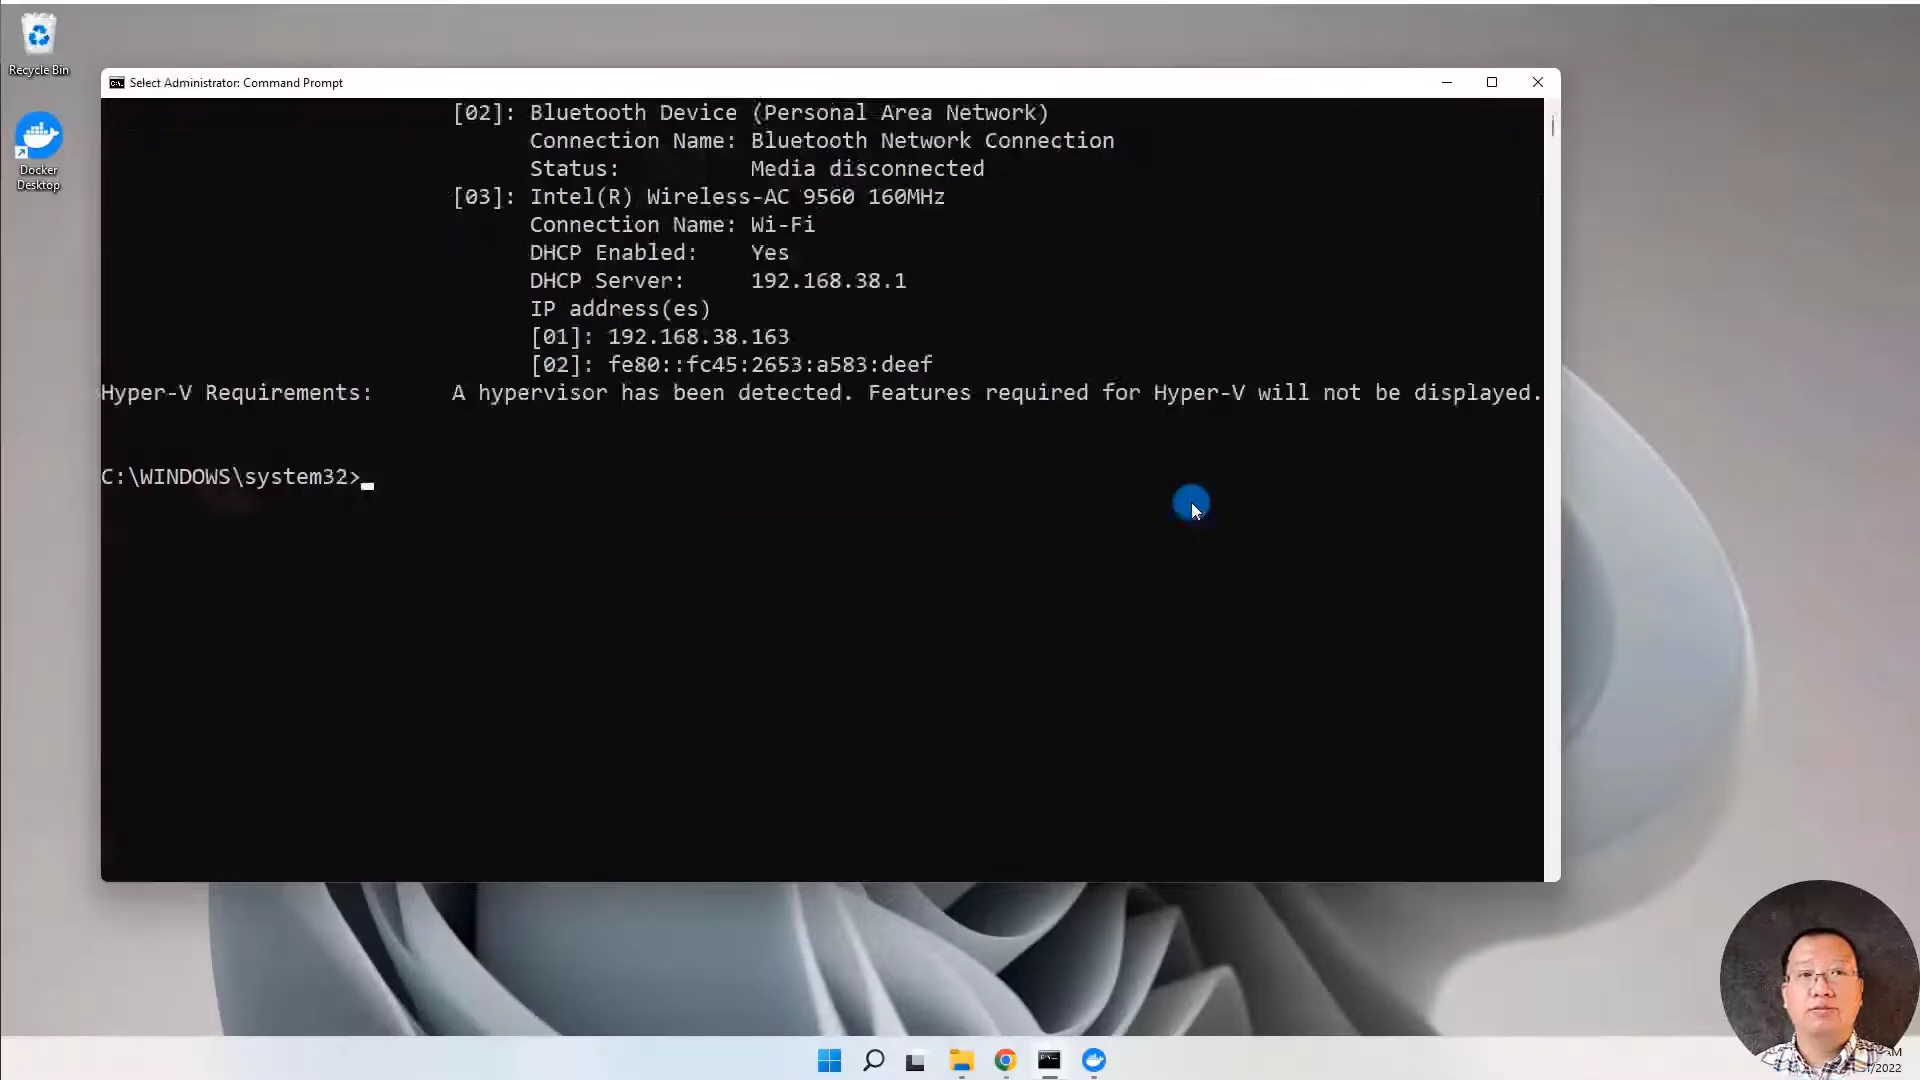 Recycle Bin
Docker
Desktop
Select Administrator: Command Prompt
[02]: Bluetooth Device (Personal Area Network)
Connection Name: Bluetooth Network Connection
Status: Media disconnected
[03]: Intel(R) Wireless-AC 9560 160MHz
Connection Name: Wi-Fi
DHCP Enabled: Yes
DHCP Server: 192.168.38.1
IP address(es)
[01]: 192.168.38.163
[02]: fe80::fc45:2653:a583:deef
Hyper-V Requirements: A hypervisor has been detected. Features required for Hyper-V will not be displayed.
C:\WINDOWS\system32>